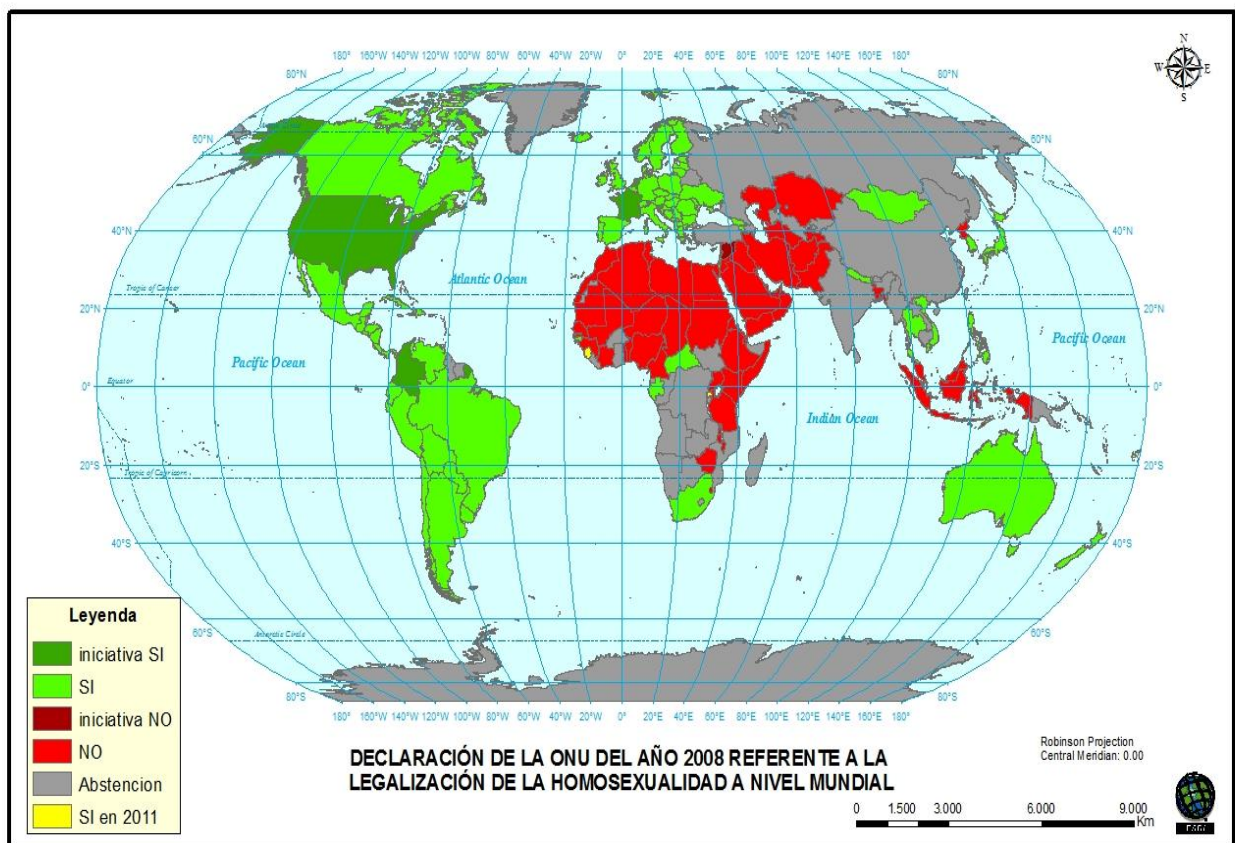 N
W E
S
180° 160°W 140°W 120°W 100°W 80°W 60°W 40°W 20°W 0° 20°E 40°E 60°E 80°E 100°E 120°E 140°E 160°E 180°
80°N 80°N
60°N 60°N
40°N 40°N
Atlantic Ocean
Tropic of Cancer
20°N 20°N
Pacific Ocean Pacific Ocean
Equator
0° 0°
Indian Ocean
20°S 20°S
Tropic of Capricorn
40°S 40°S
60°S 60°S
Antarctic Circle
80°S 80°S
180° 160°W 140°W 120°W 100°W 80°W 60°W 40°W 20°W 0° 20°E 40°E 60°E 80°E 100°E 120°E 140°E 160°E 180°
Leyenda
iniciativa SI
SI
iniciativa NO
NO
Abstencion
SI en 2011
DECLARACIÓN DE LA ONU DEL AÑO 2008 REFERENTE A LA
LEGALIZACIÓN DE LA HOMOSEXUALIDAD A NIVEL MUNDIAL
Robinson Projection
Central Meridian: 0.00
0 1.500 3.000 6.000 9.000
Km